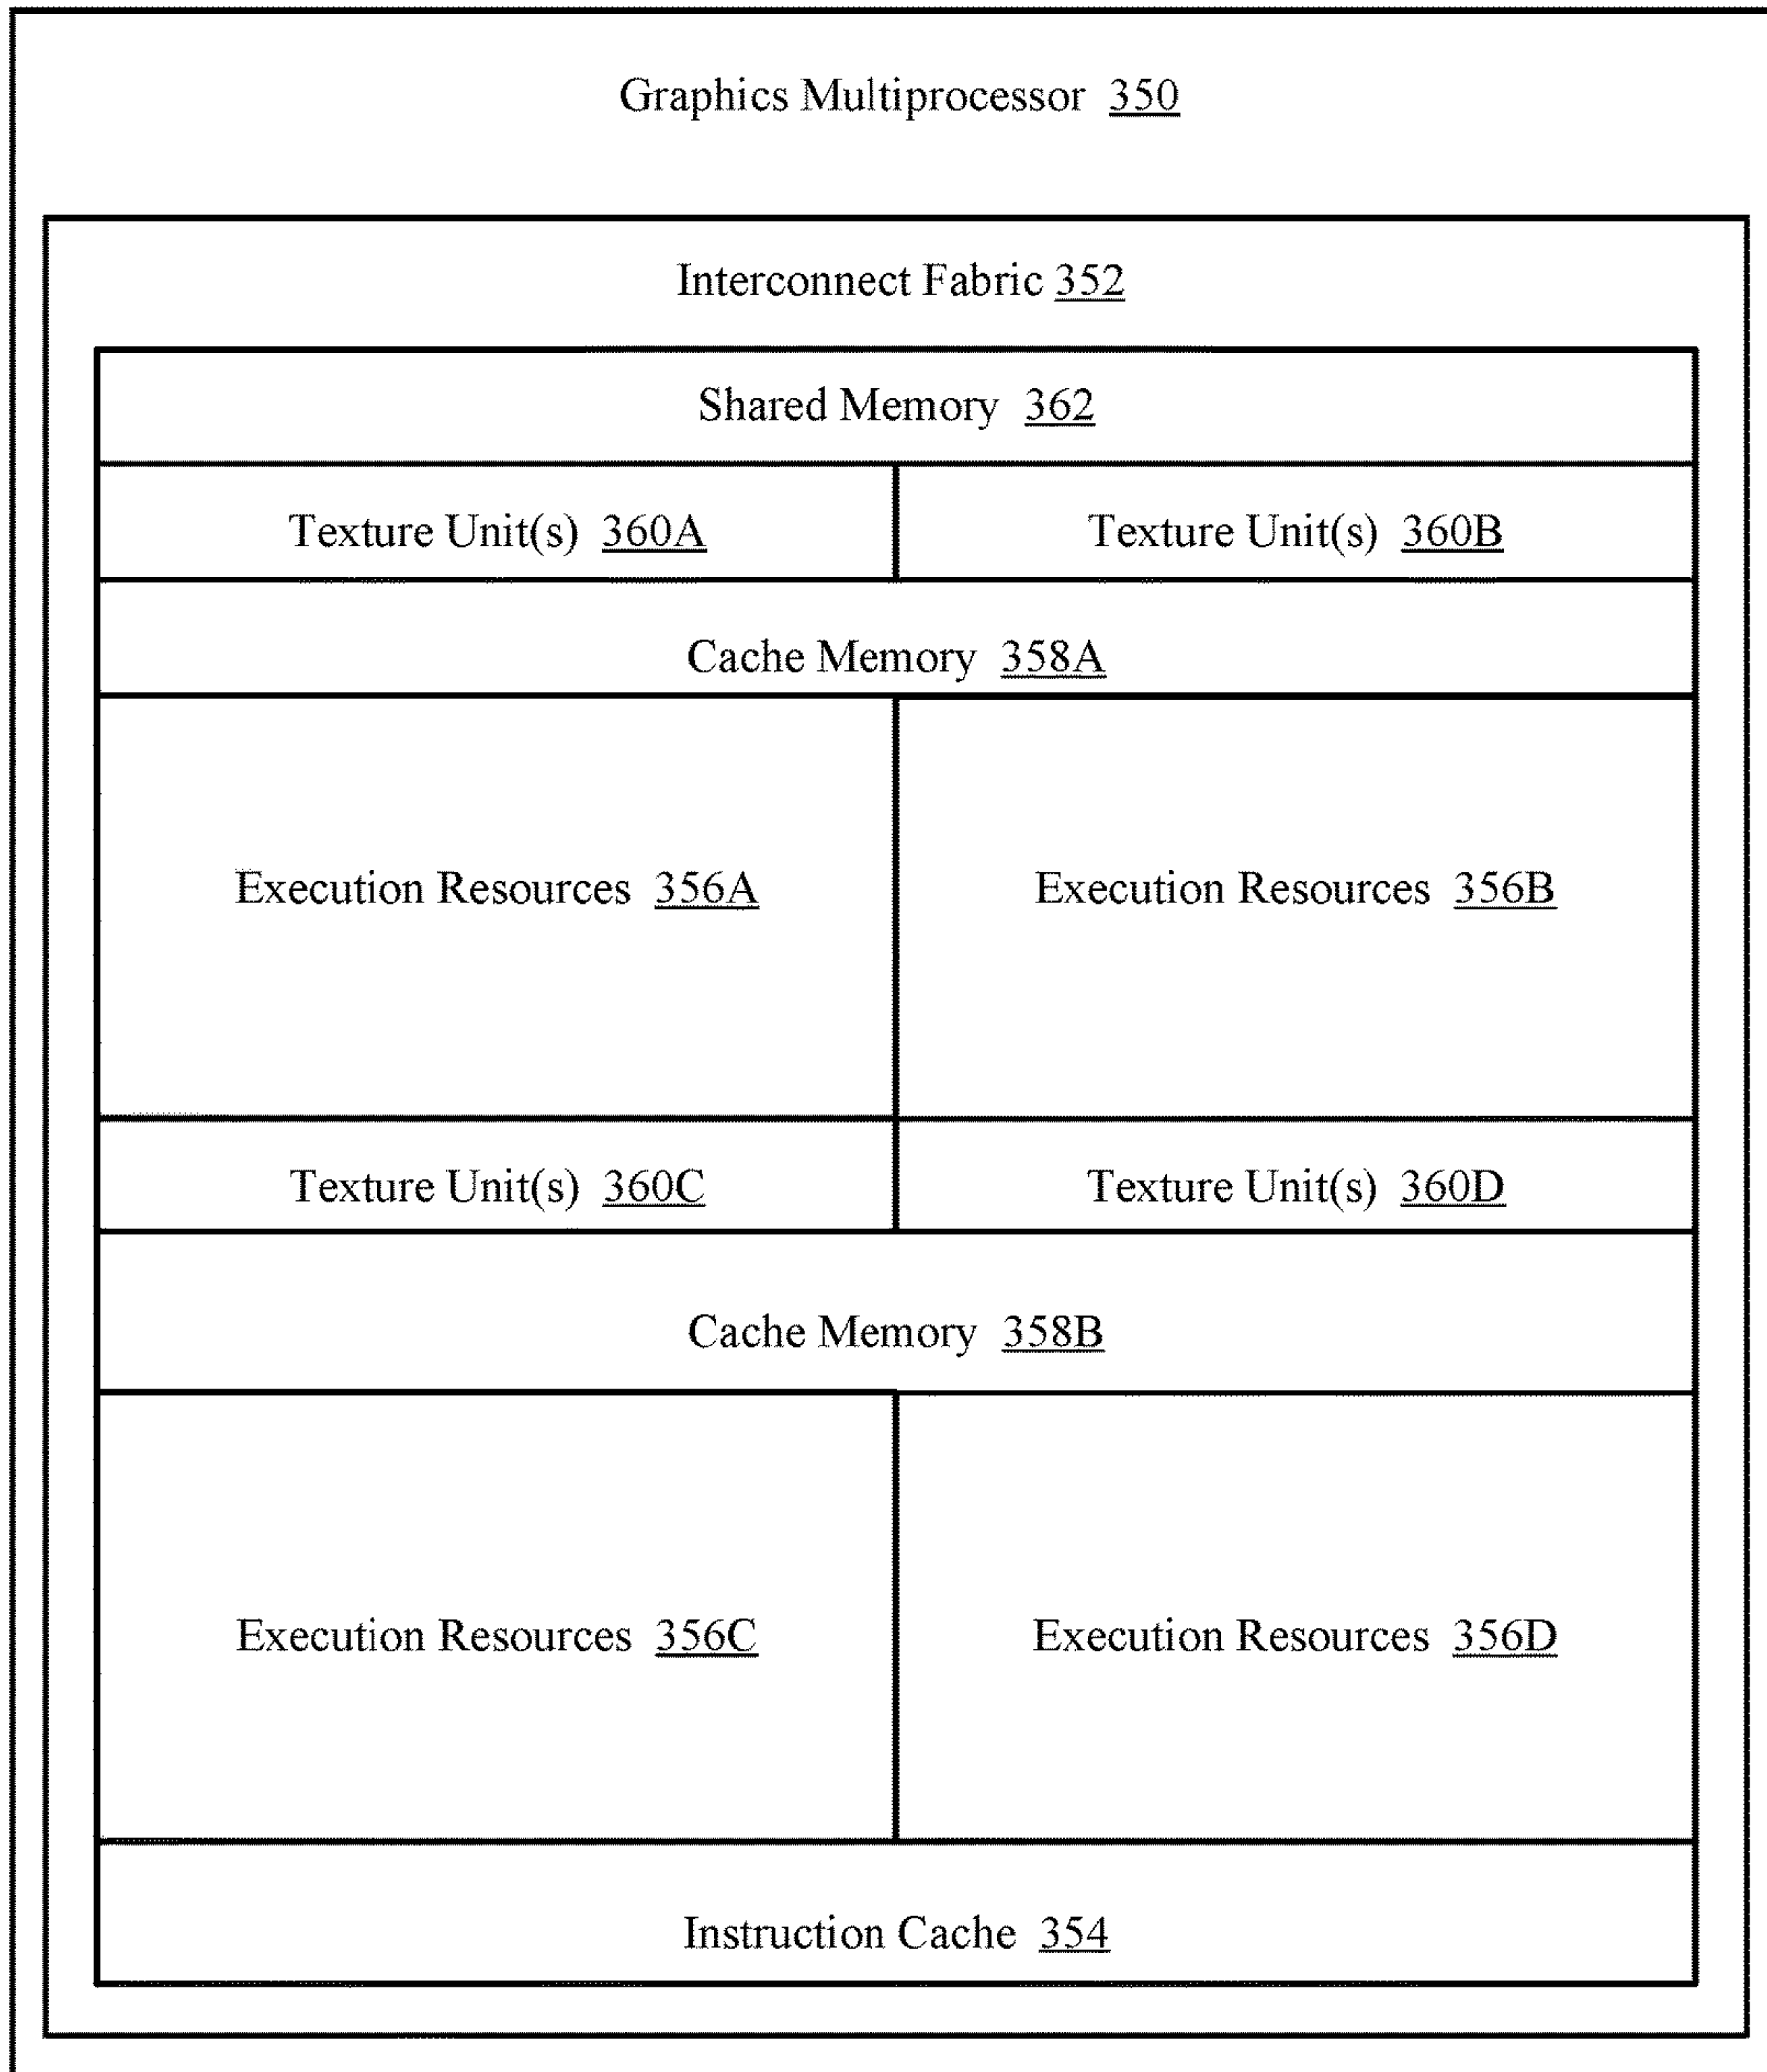 Graphics Multiprocessor 350
Interconnect Fabric 352
Shared Memory 362
Texture Unit(s) 360A
Texture Unit(s) 360B
Cache Memory 358A
Execution Resources 356A
Execution Resources 356B
Texture Unit(s) 360C
Texture Unit(s) 360D
Cache Memory 358B
Execution Resources 356C
Execution Resources 356D
Instruction Cache 354